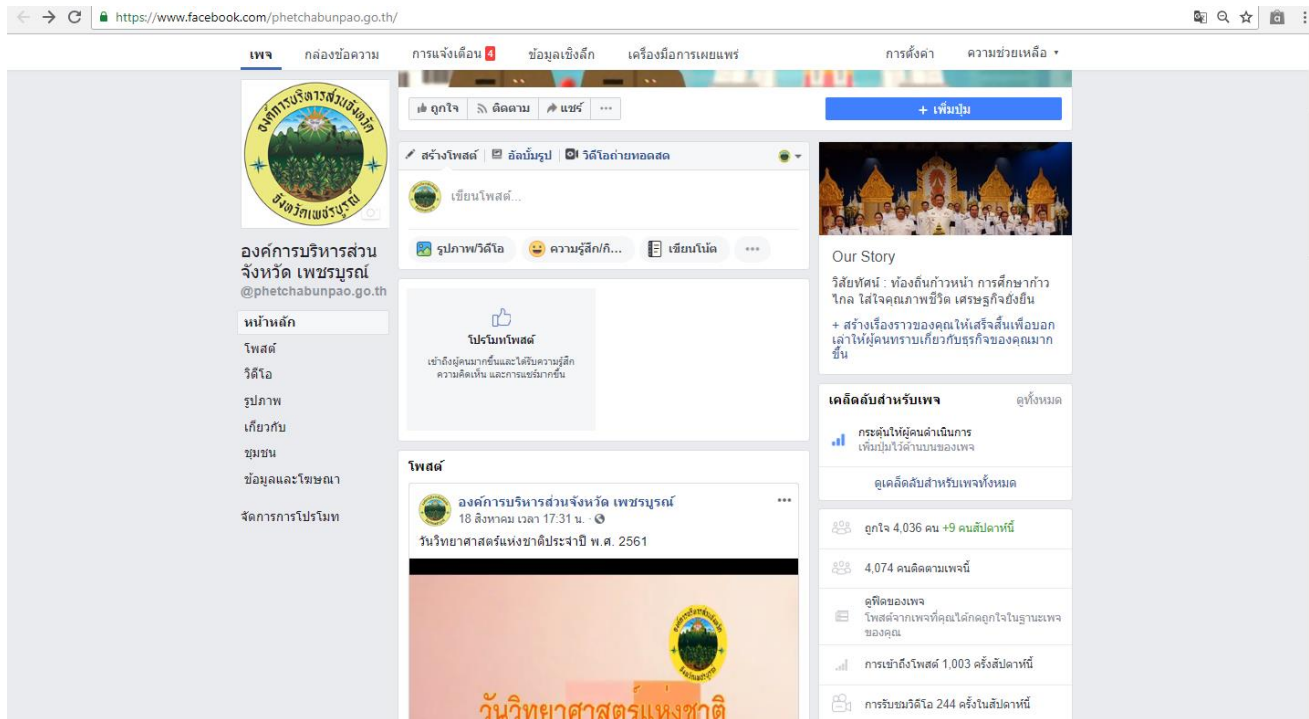 https://www.facebook.com/phetchabunpao.go.th/
เพจ กล่องข้อความ การแจ้งเตือน 4 ข้อมูลเชิงลึก เครื่องมือการเผยแพร่ การตั้งค่า ความช่วยเหลือ
องค์การบริหารส่วนจังหวัด
จังหวัดเพชรบูรณ์
องค์การบริหารส่วน
จังหวัด เพชรบูรณ์
@phetchabunpao.go.th
หน้าหลัก
โพสต์
วิดีโอ
รูปภาพ
เกี่ยวกับ
ชุมชน
ข้อมูลและโฆษณา
จัดการการโปรโมท
ถูกใจ ติดตาม แชร์ ...
+ เพิ่มปุ่ม
สร้างโพสต์ อัลบั้มรูป วิดีโอถ่ายทอดสด
เขียนโพสต์...
รูปภาพ/วิดีโอ ความรู้สึก/กิ... เขียนโน้ต ...
โปรโมทโพสต์
เข้าถึงผู้คนมากขึ้นและได้รับความรู้สึก
ความคิดเห็น และการแชร์มากขึ้น
โพสต์
องค์การบริหารส่วนจังหวัด เพชรบูรณ์
18 สิงหาคม เวลา 17:31 น. ·
วันวิทยาศาสตร์แห่งชาติประจำปี พ.ศ. 2561
วันวิทยาศาสตร์แห่งชาติ
Our Story
วิสัยทัศน์ : ท้องถิ่นก้าวหน้า การศึกษาก้าว
ไกล ใส่ใจคุณภาพชีวิต เศรษฐกิจยั่งยืน
+ สร้างเรื่องราวของคุณให้เสร็จสิ้นเพื่อบอก
เล่าให้ผู้คนทราบเกี่ยวกับธุรกิจของคุณมาก
ขึ้น
เคล็ดลับสำหรับเพจ ดูทั้งหมด
กระตุ้นให้ผู้คนดำเนินการ
เพิ่มปุ่มไว้ด้านบนของเพจ
ดูเคล็ดลับสำหรับเพจทั้งหมด
ถูกใจ 4,036 คน +9 คนสัปดาห์นี้
4,074 คนติดตามเพจนี้
ดูฟีดของเพจ
โพสต์จากเพจที่คุณได้กดถูกใจในฐานะเพจ
ของคุณ
การเข้าถึงโพสต์ 1,003 ครั้งสัปดาห์นี้
การรับชมวิดีโอ 244 ครั้งในสัปดาห์นี้